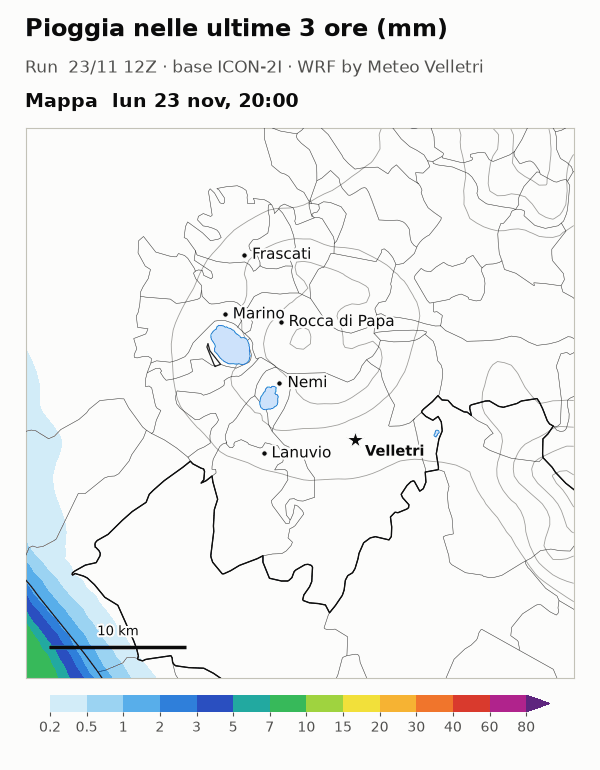 Pioggia nelle ultime 3 ore (mm)
Run  23/11 12Z · base ICON-2I · WRF by Meteo Velletri
Mappa  lun 23 nov, 20:00
Frascati
Marino
Rocca di Papa
Nemi
Velletri
Lanuvio
10 km
0.2 0.5 1 2 3 5 7 10 15 20 30 40 60 80